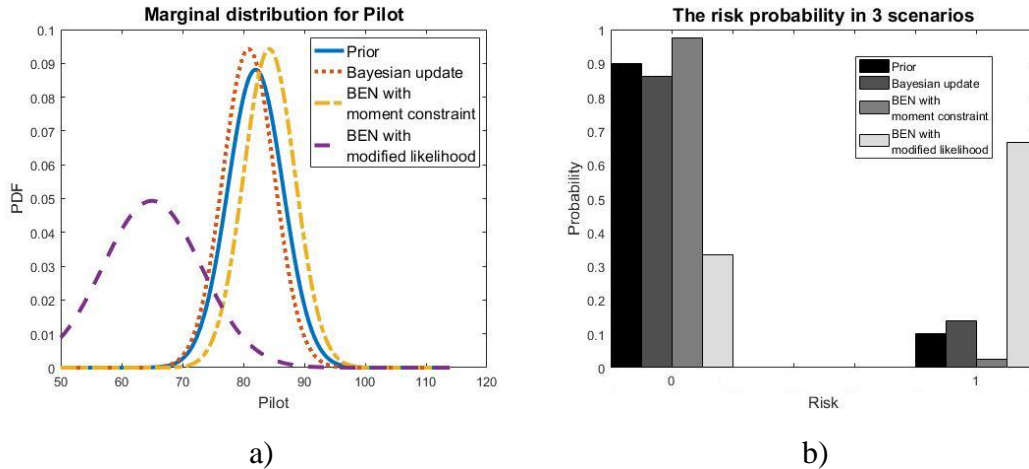 Marginal distribution for Pilot
0.1
0.09
0.08
0.07
0.06
0.05
0.04
0.03
0.02
0.01
0
PDF
50 60 70 80 90 100 110 120
Pilot
Prior
Bayesian update
BEN with
moment constraint
BEN with
modified likelihood
a)
The risk probability in 3 scenarios
1
0.9
0.8
0.7
0.6
0.5
0.4
0.3
0.2
0.1
0
Probability
0 1
Risk
Prior
Bayesian update
BEN with
moment constraint
BEN with
modified likelihood
b)